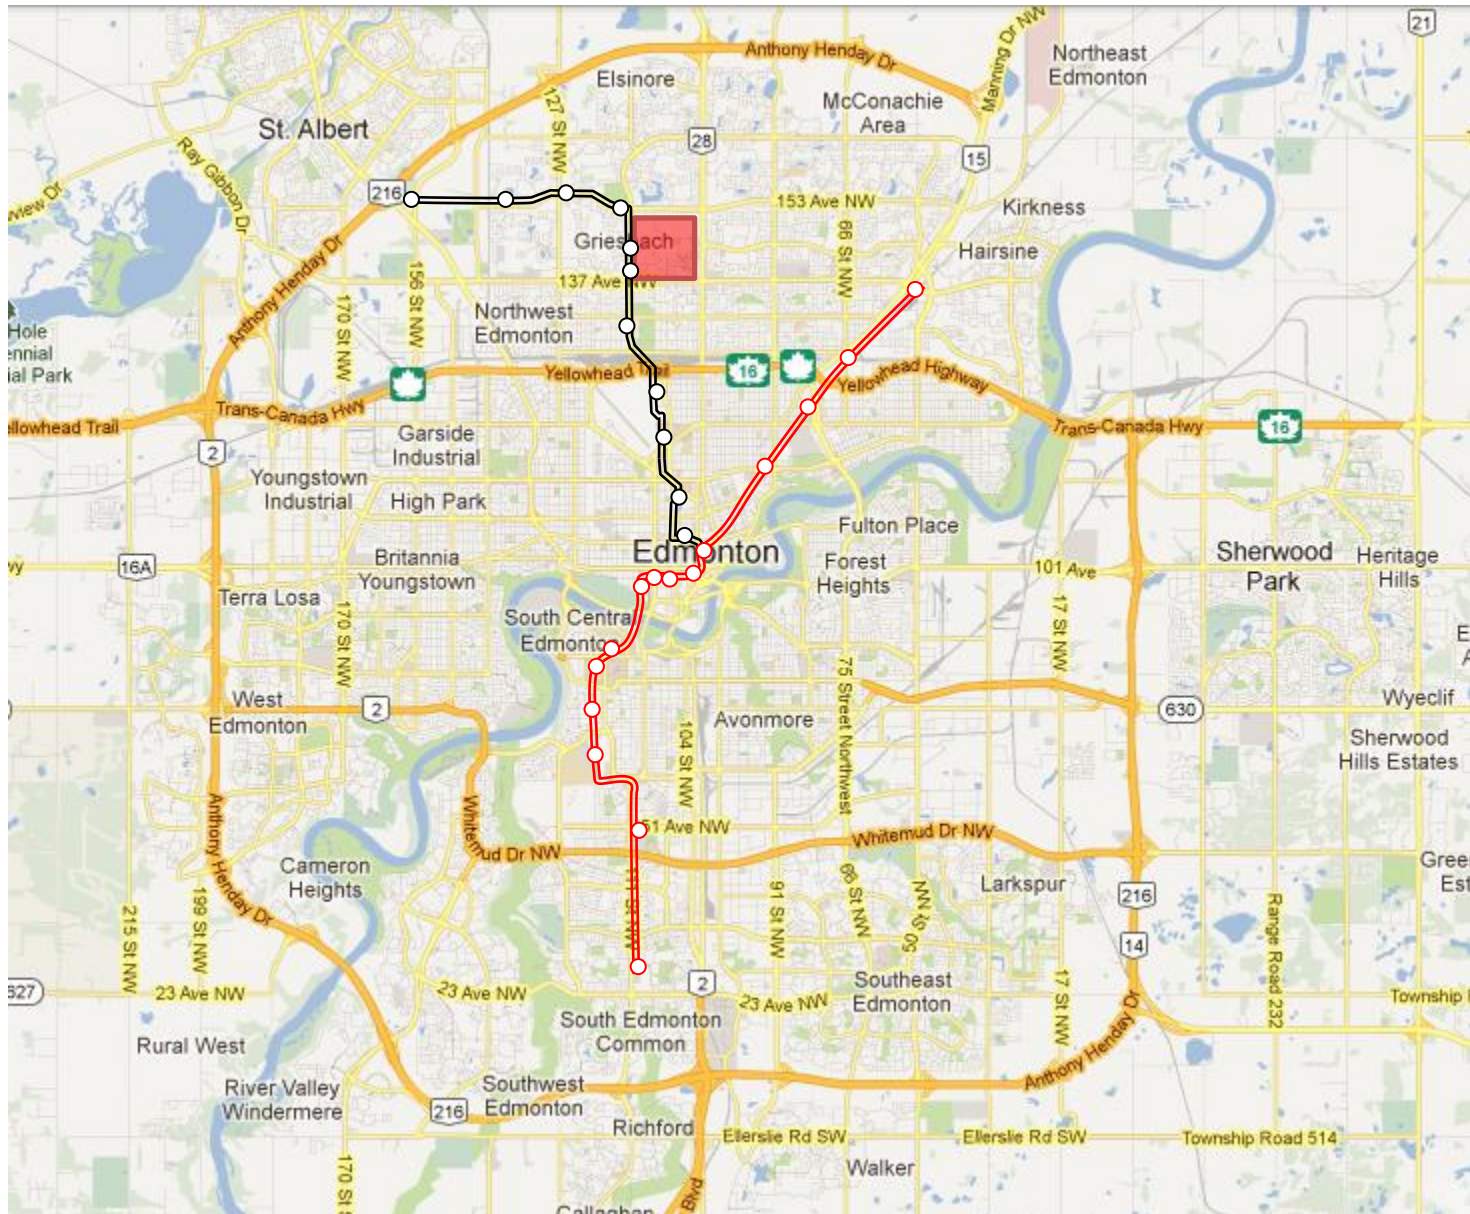 21
Anthony Henday Dr
Manning Dr NW
Northeast
Edmonton
Elsinore
127 St NW
McConachie
Area
St. Albert
28
15
Ray Gibbon Dr
216
153 Ave NW
Kirkness
66 St NW
Hairsine
Anthony Henday Dr
137 Ave NW
156 St NW
170 St NW
Northwest
Edmonton
Hole
Yellowhead Trail
16
Yellowhead Highway
Trans-Canada Hwy
Trans-Canada Hwy
16
Garside
Industrial
2
Youngstown
Industrial
High Park
Fulton Place
Edmonton
Sherwood
Park
Heritage
Hills
16A
Britannia
Youngstown
Forest
Heights
101 Ave
Terra Losa
170 St NW
17 St NW
South Central
Edmonton
75 Street Northwest
West
Edmonton
2
Avonmore
104 St NW
630
Wyeclif
Sherwood
Hills Estates
Anthony Henday Dr
Whitemud Dr NW
51 Ave NW
Whitemud Dr NW
Cameron
Heights
Larkspur
216
199 St NW
215 St NW
91 St NW
66 St NW
50 St NW
Range Road 232
14
23 Ave NW
23 Ave NW
2
23 Ave NW
Southeast
Edmonton
17 St NW
South Edmonton
Common
Rural West
River Valley
Windermere
Southwest
Edmonton
216
Anthony Henday Dr
Richford
Ellerslie Rd SW
Ellerslie Rd SW
Township Road 514
Walker
170 St
Callaghan
Blvd